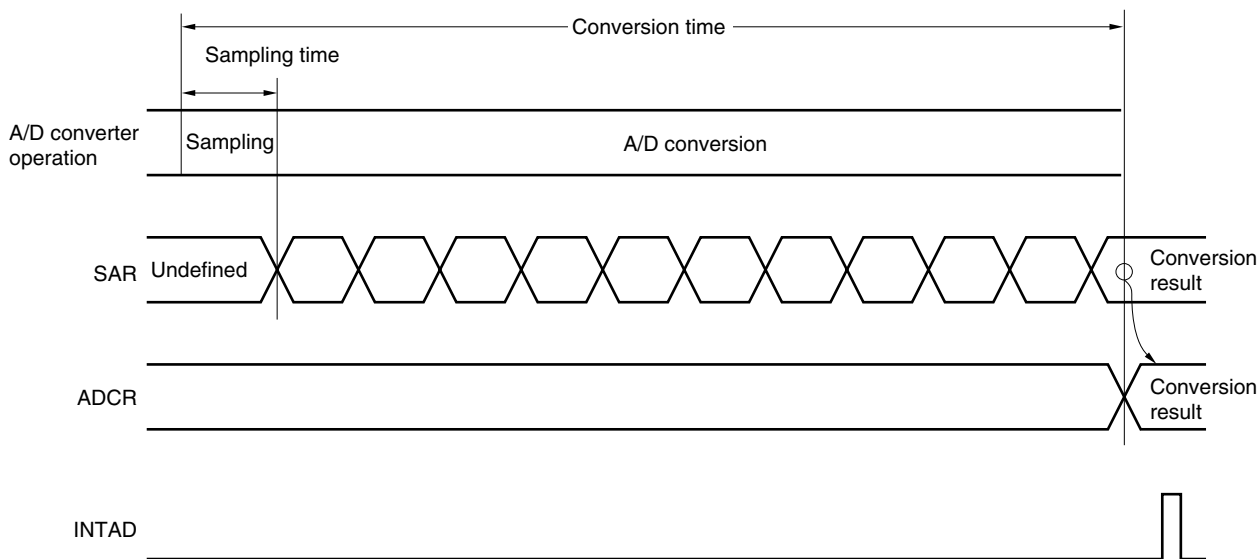 Conversion time
Sampling time
A/D converter
operation
Sampling
A/D conversion
SAR
Undefined
Conversion
result
ADCR
Conversion
result
INTAD